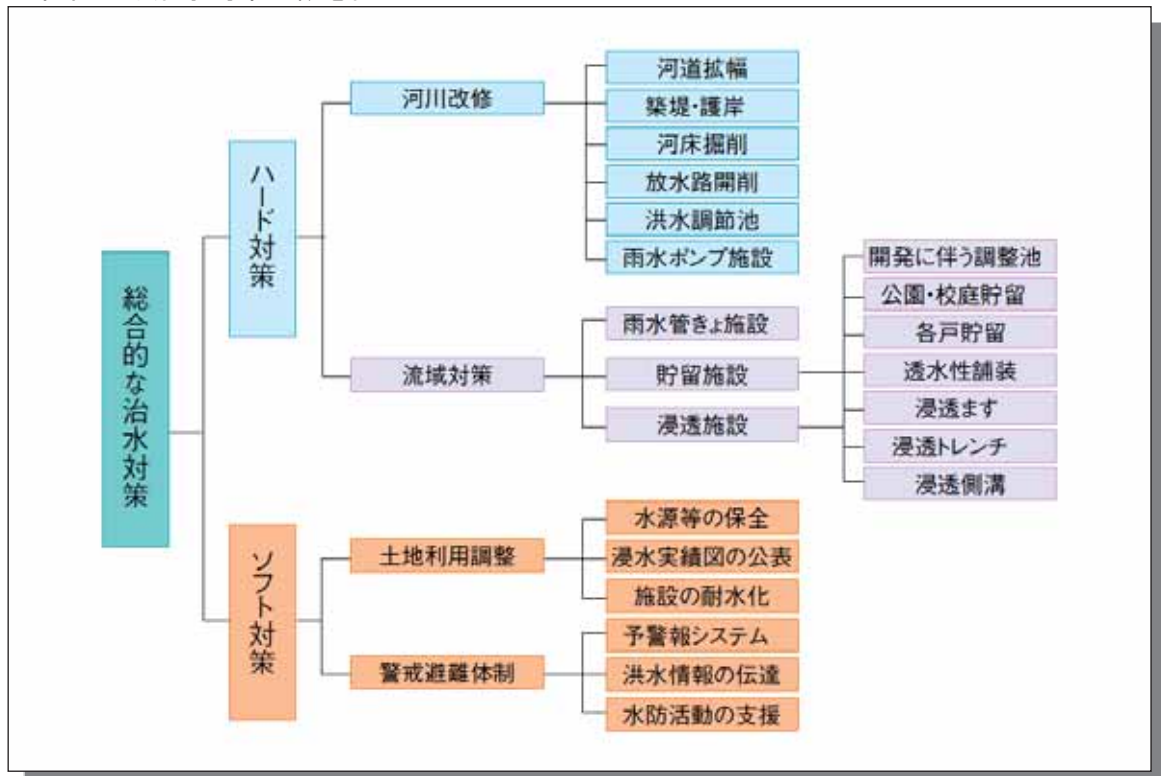 総合的な治水対策
ハード対策
河川改修
河道拡幅
築堤・護岸
河床掘削
放水路開削
洪水調節池
雨水ポンプ施設
流域対策
雨水管きょ施設
貯留施設
浸透施設
開発に伴う調整池
公園・校庭貯留
各戸貯留
透水性舗装
浸透ます
浸透トレンチ
浸透側溝
ソフト対策
土地利用調整
水源等の保全
浸水実績図の公表
施設の耐水化
警戒避難体制
予警報システム
洪水情報の伝達
水防活動の支援